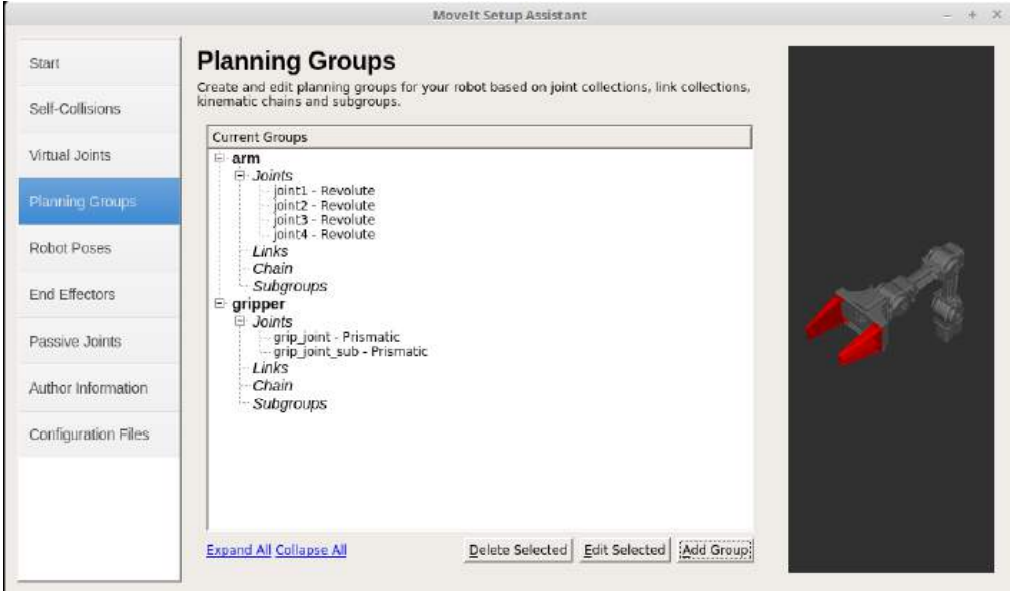 MoveIt Setup Assistant
Start
Self-Collisions
Virtual Joints
Planning Groups
Robot Poses
End Effectors
Passive Joints
Author Information
Configuration Files
Planning Groups
Create and edit planning groups for your robot based on joint collections, link collections,
kinematic chains and subgroups.
Current Groups
arm
Joints
joint1 - Revolute
joint2 - Revolute
joint3 - Revolute
joint4 - Revolute
Links
Chain
Subgroups
gripper
Joints
grip_joint - Prismatic
grip_joint_sub - Prismatic
Links
Chain
Subgroups
Expand All Collapse All
Delete Selected Edit Selected Add Group